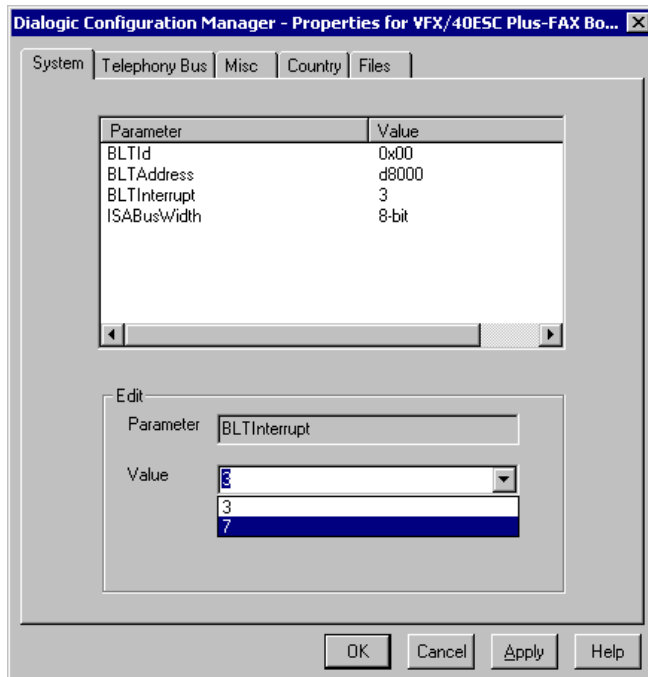 Dialogic Configuration Manager - Properties for VFX/40ESC Plus-FAX Bo...
System Telephony Bus Misc Country Files
Parameter Value
BLTId 0x00
BLTAddress d8000
BLTInterrupt 3
ISABusWidth 8-bit
Edit
Parameter BLTInterrupt
Value 3
3
7
OK Cancel Apply Help